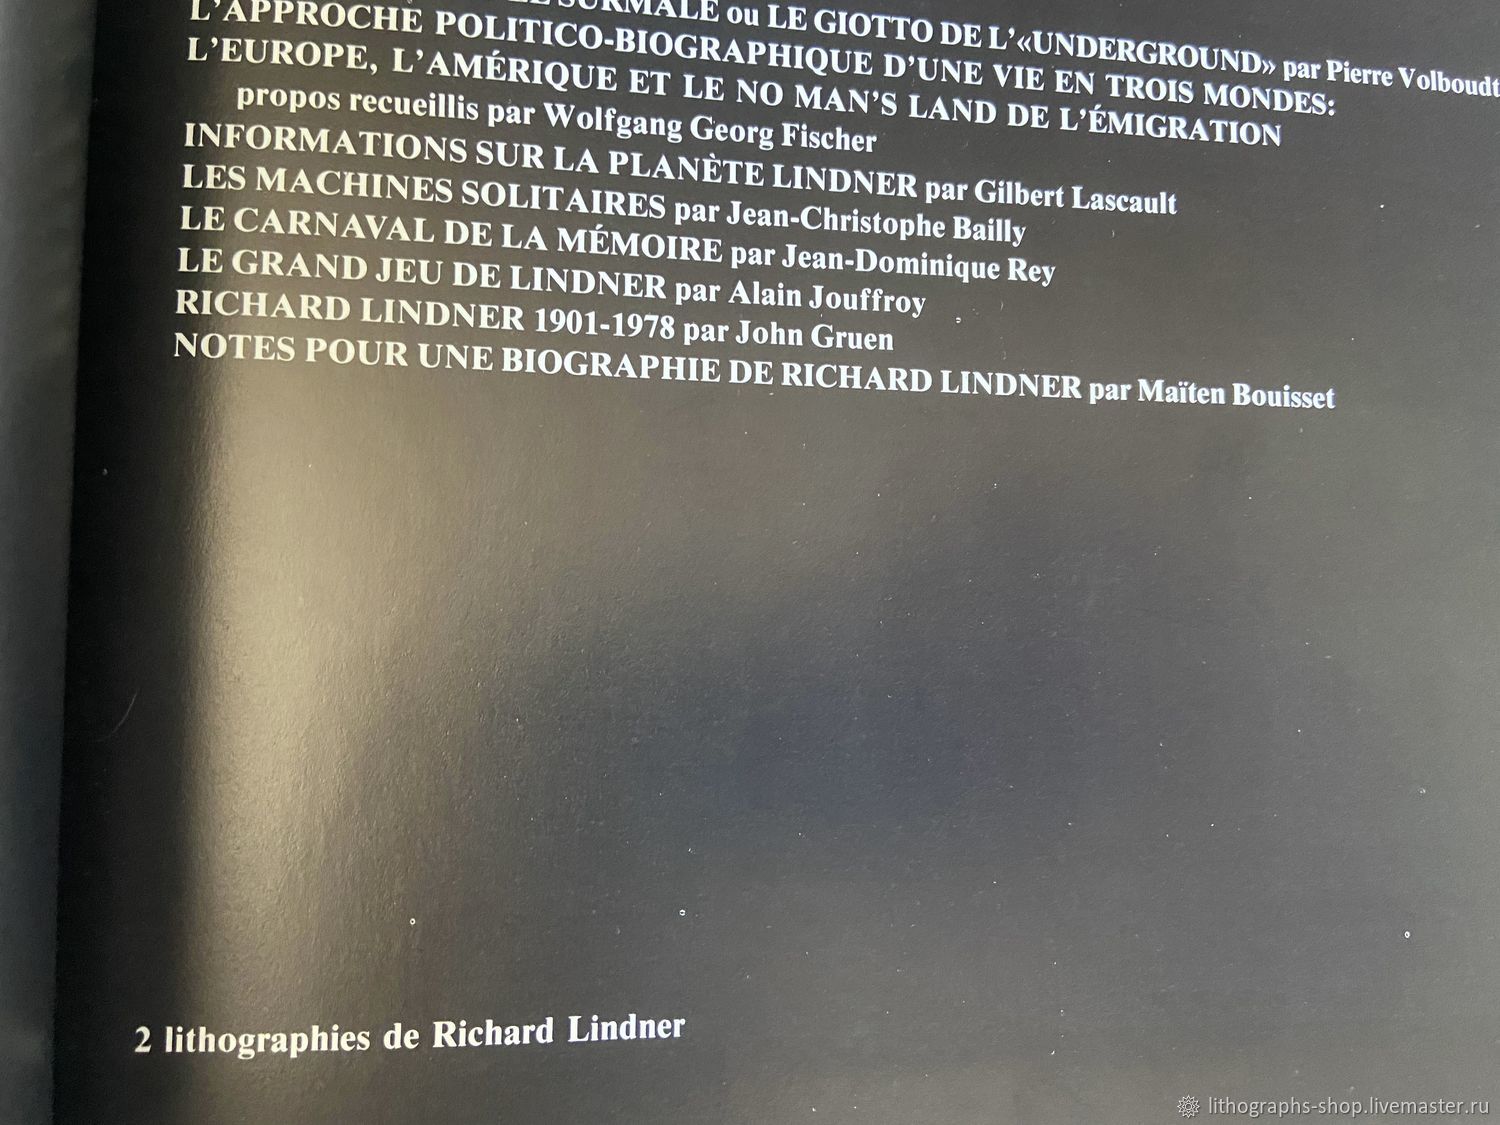 SURMÂLE ou LE GIOTTO DE L'«UNDERGROUND» par Pierre Volboudt
L'APPROCHE POLITICO-BIOGRAPHIQUE D'UNE VIE EN TROIS MONDES:
L'EUROPE, L'AMÉRIQUE ET LE NO MAN'S LAND DE L'ÉMIGRATION
propos recueillis par Wolfgang Georg Fischer
INFORMATIONS SUR LA PLANÈTE LINDNER par Gilbert Lascault
LES MACHINES SOLITAIRES par Jean-Christophe Bailly
LE CARNAVAL DE LA MÉMOIRE par Jean-Dominique Rey
LE GRAND JEU DE LINDNER par Alain Jouffroy
RICHARD LINDNER 1901-1978 par John Gruen
NOTES POUR UNE BIOGRAPHIE DE RICHARD LINDNER par Maïten Bouisset
2 lithographies de Richard Lindner
lithographs-shop.livemaster.ru